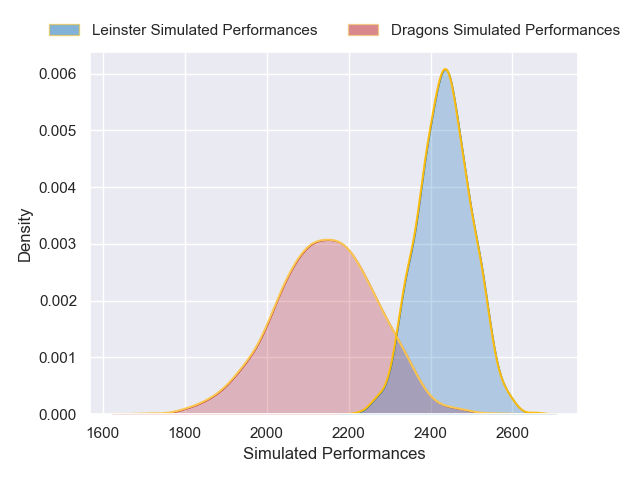 Leinster Simulated Performances
Dragons Simulated Performances
0.006
0.005
0.004
0.003
0.002
0.001
0.000
Density
1600 1800 2000 2200 2400 2600
Simulated Performances